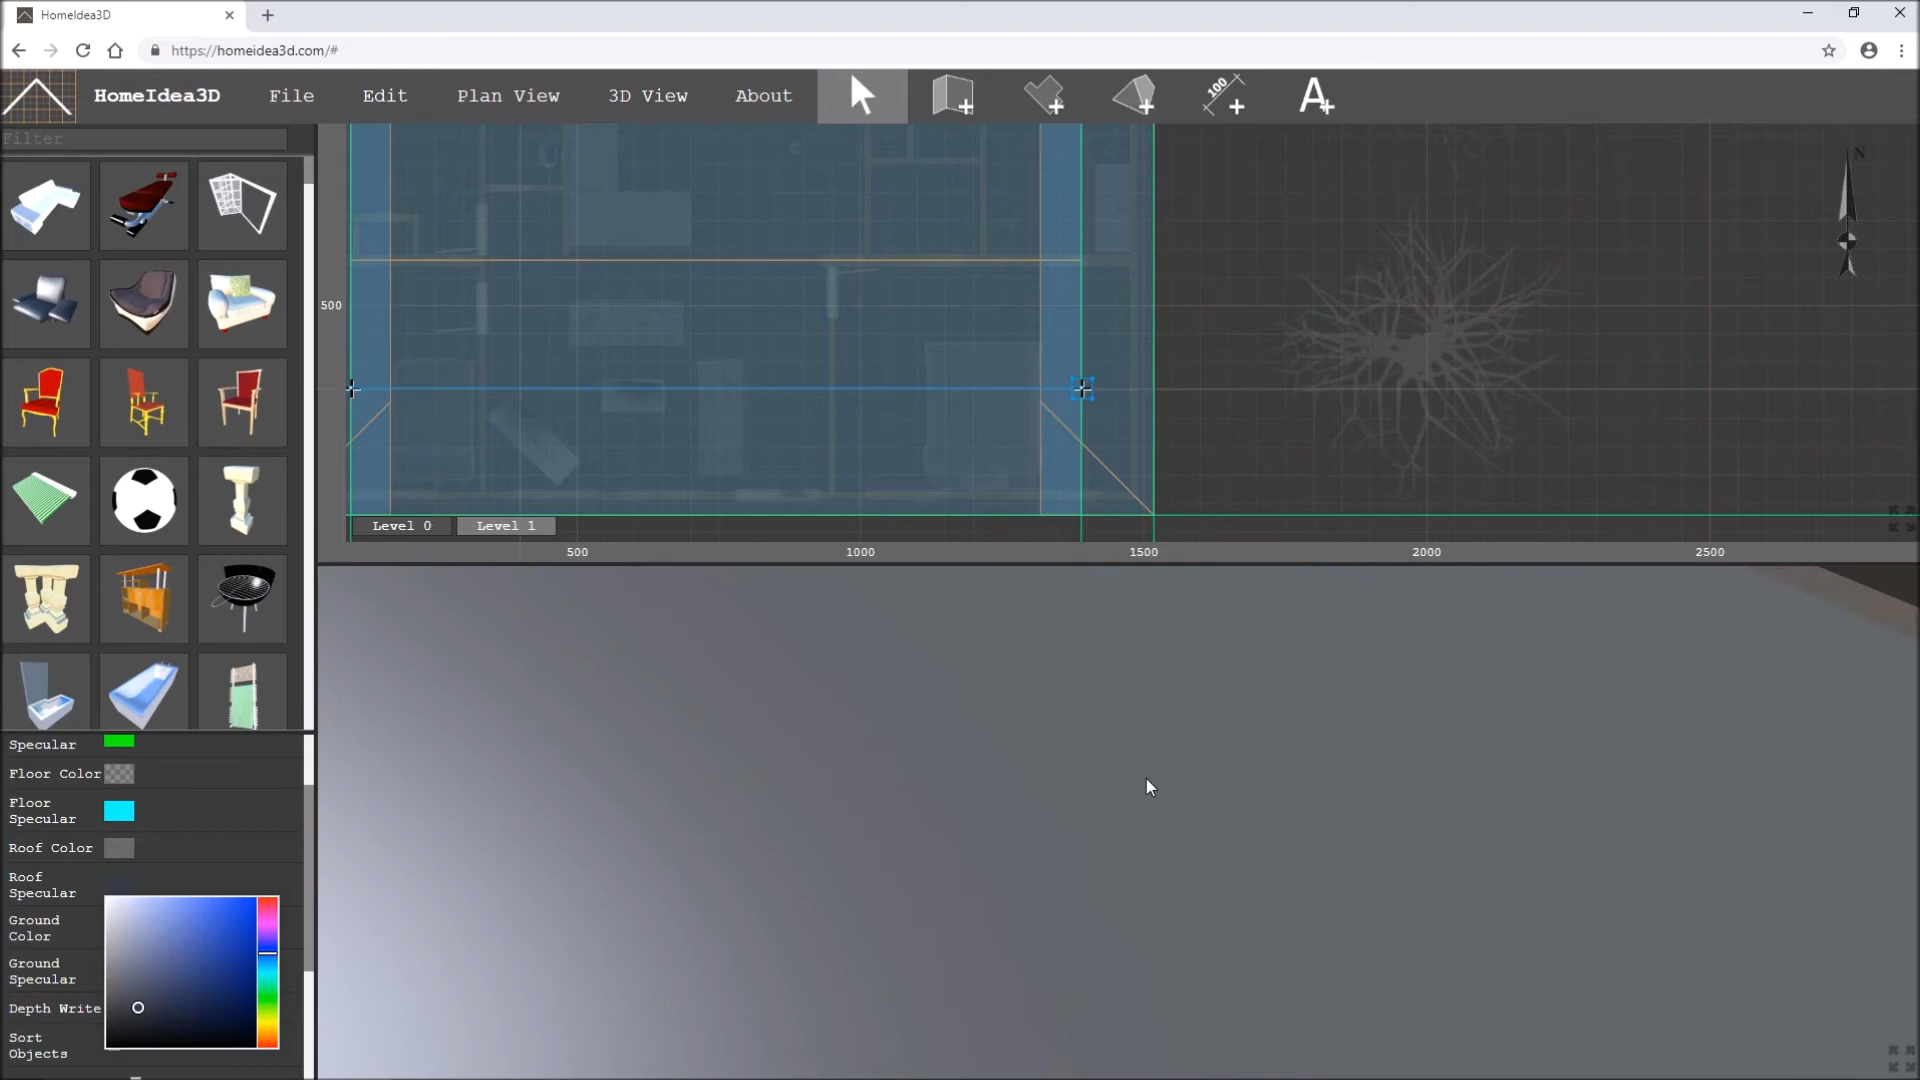 HomeIdea3D
https://homeidea3d.com/#
HomeIdea3D File Edit Plan View 3D View About 100 A
Filter
N
500
Level 0 Level 1
500 1000 1500 2000 2500
Specular
Floor Color
Floor
Specular
Roof Color
Roof
Specular
Ground
Color
Ground
Specular
Depth Write
Sort
Objects